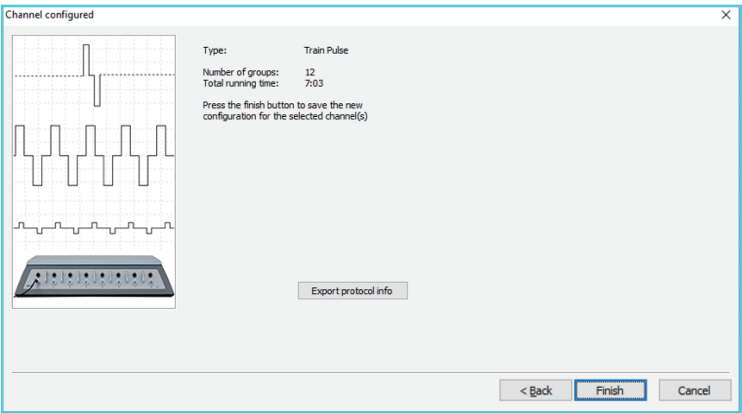 Channel configured
Type: Train Pulse
Number of groups: 12
Total running time: 7:03
Press the finish button to save the new
configuration for the selected channel(s)
Export protocol info
< Back Finish Cancel